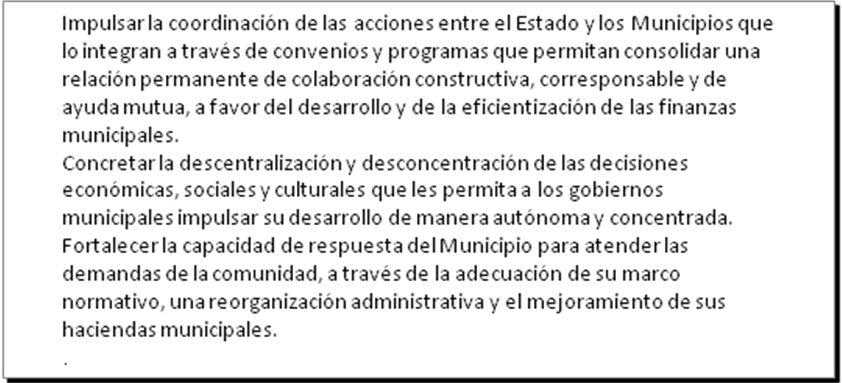 Impulsar la coordinación de las acciones entre el Estado y los Municipios que
lo integran a través de convenios y programas que permitan consolidar una
relación permanente de colaboración constructiva, corresponsable y de
ayuda mutua, a favor del desarrollo y de la eficientización de las finanzas
municipales.
Concretar la descentralización y desconcentración de las decisiones
económicas, sociales y culturales que les permita a los gobiernos
municipales impulsar su desarrollo de manera autónoma y concentrada.
Fortalecer la capacidad de respuesta del Municipio para atender las
demandas de la comunidad, a través de la adecuación de su marco
normativo, una reorganización administrativa y el mejoramiento de sus
haciendas municipales.
.